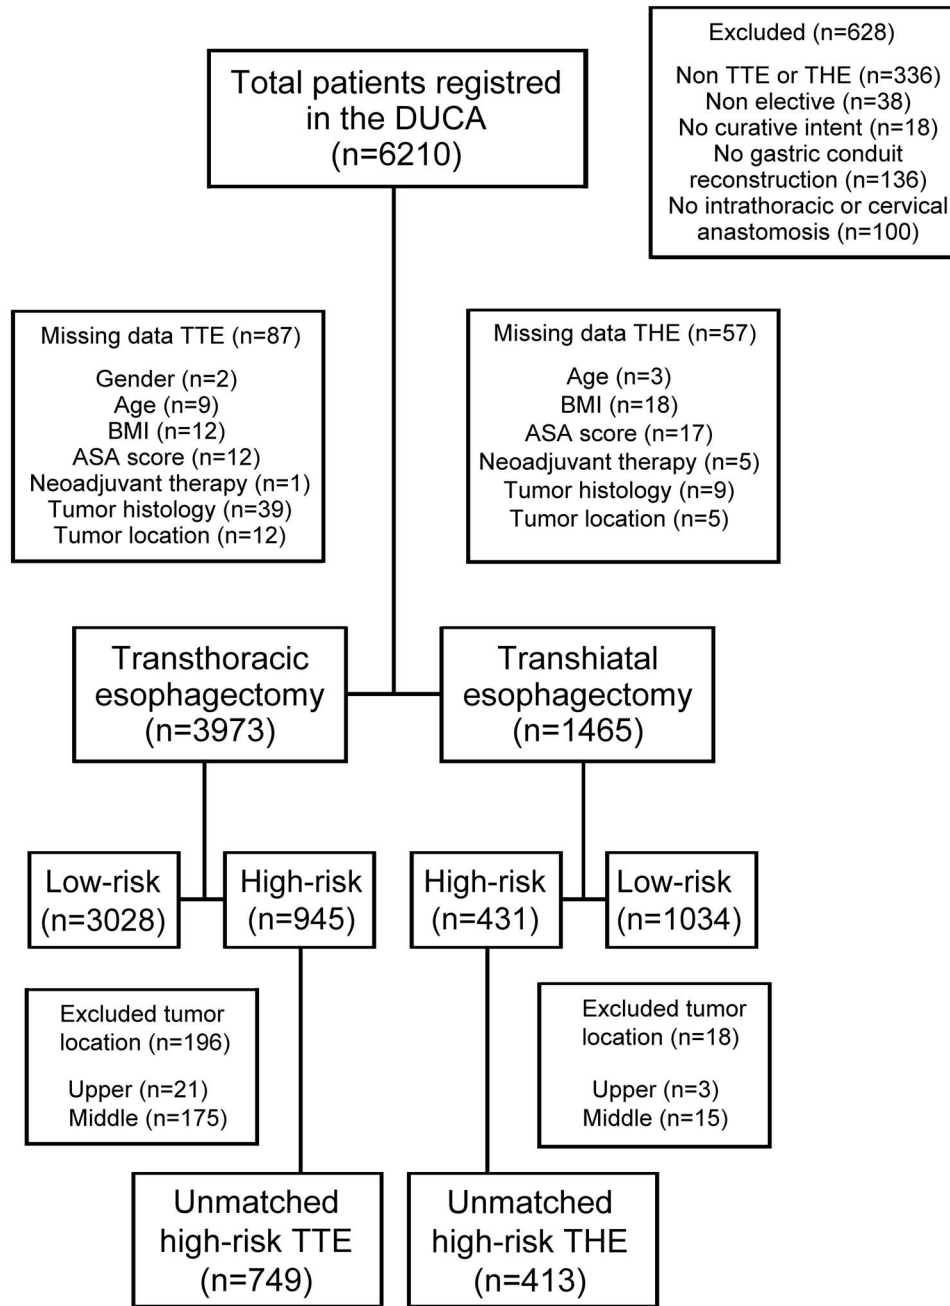 Total patients registred
in the DUCA
(n=6210)
Excluded (n=628)
Non TTE or THE (n=336)
Non elective (n=38)
No curative intent (n=18)
No gastric conduit
reconstruction (n=136)
No intrathoracic or cervical
anastomosis (n=100)
Missing data TTE (n=87)
Gender (n=2)
Age (n=9)
BMI (n=12)
ASA score (n=12)
Neoadjuvant therapy (n=1)
Tumor histology (n=39)
Tumor location (n=12)
Missing data THE (n=57)
Age (n=3)
BMI (n=18)
ASA score (n=17)
Neoadjuvant therapy (n=5)
Tumor histology (n=9)
Tumor location (n=5)
Transthoracic
esophagectomy
(n=3973)
Transhiatal
esophagectomy
(n=1465)
Low-risk
(n=3028)
High-risk
(n=945)
High-risk
(n=431)
Low-risk
(n=1034)
Excluded tumor
location (n=196)
Upper (n=21)
Middle (n=175)
Excluded tumor
location (n=18)
Upper (n=3)
Middle (n=15)
Unmatched
high-risk TTE
(n=749)
Unmatched
high-risk THE
(n=413)